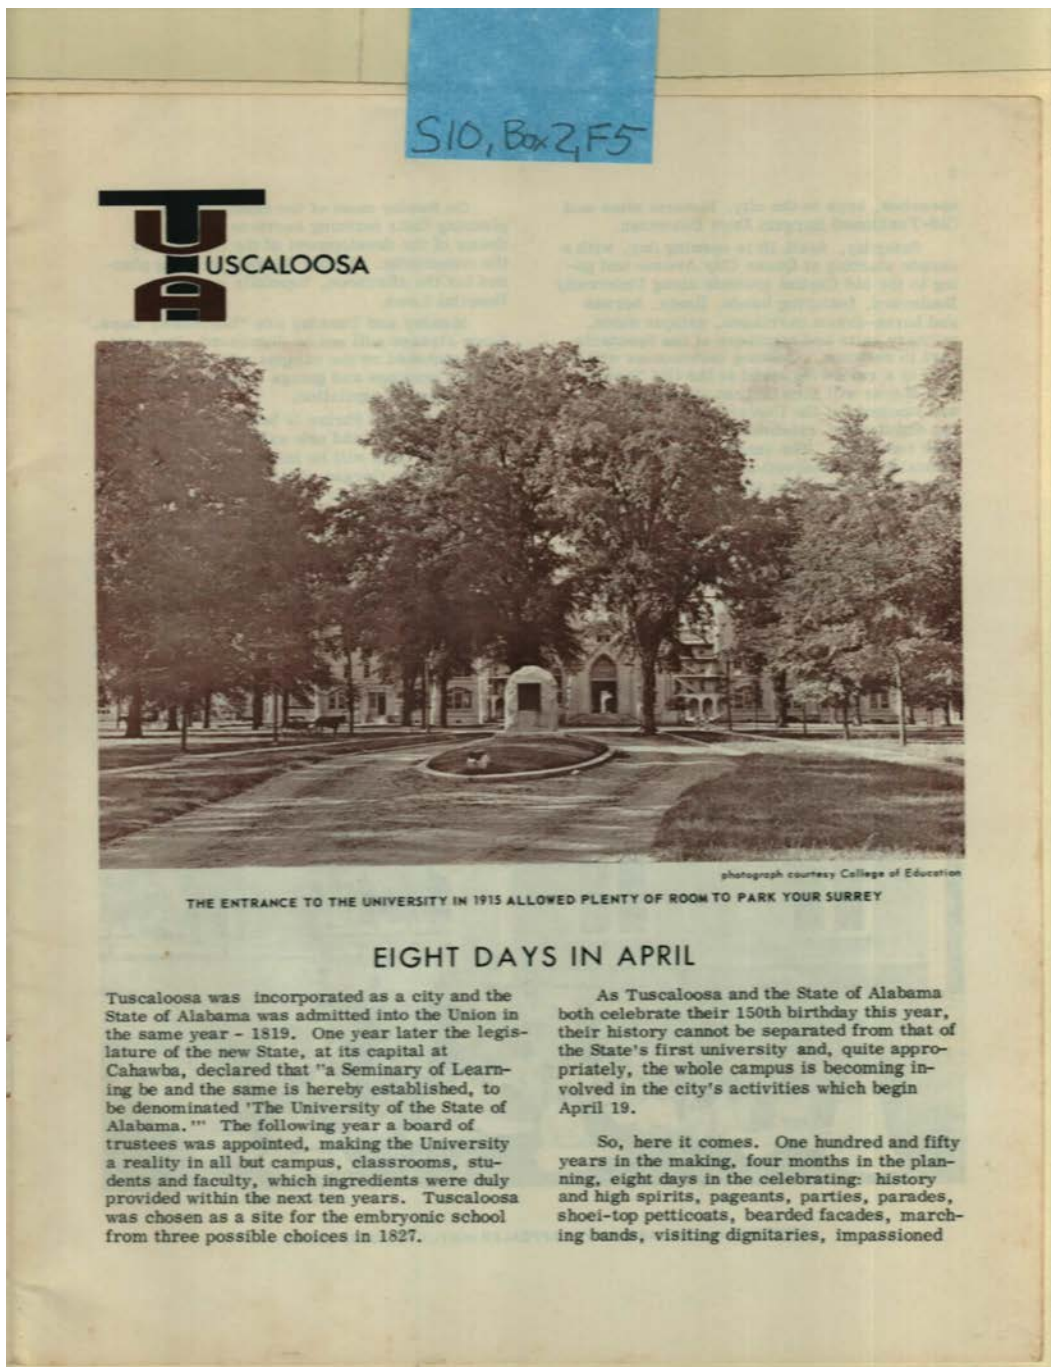 S10, Box 2, F5
TUSCALOOSA
UA
photograph courtesy College of Education
THE ENTRANCE TO THE UNIVERSITY IN 1915 ALLOWED PLENTY OF ROOM TO PARK YOUR SURREY
EIGHT DAYS IN APRIL
Tuscaloosa was incorporated as a city and the
State of Alabama was admitted into the Union in
the same year - 1819. One year later the legis-
lature of the new State, at its capital at
Cahawba, declared that "a Seminary of Learn-
ing be and the same is hereby established, to
be denominated 'The University of the State of
Alabama.'" The following year a board of
trustees was appointed, making the University
a reality in all but campus, classrooms, stu-
dents and faculty, which ingredients were duly
provided within the next ten years. Tuscaloosa
was chosen as a site for the embryonic school
from three possible choices in 1827.
As Tuscaloosa and the State of Alabama
both celebrate their 150th birthday this year,
their history cannot be separated from that of
the State's first university and, quite appro-
priately, the whole campus is becoming in-
volved in the city's activities which begin
April 19.
So, here it comes. One hundred and fifty
years in the making, four months in the plan-
ning, eight days in the celebrating: history
and high spirits, pageants, parties, parades,
shoei-top petticoats, bearded facades, march-
ing bands, visiting dignitaries, impassioned